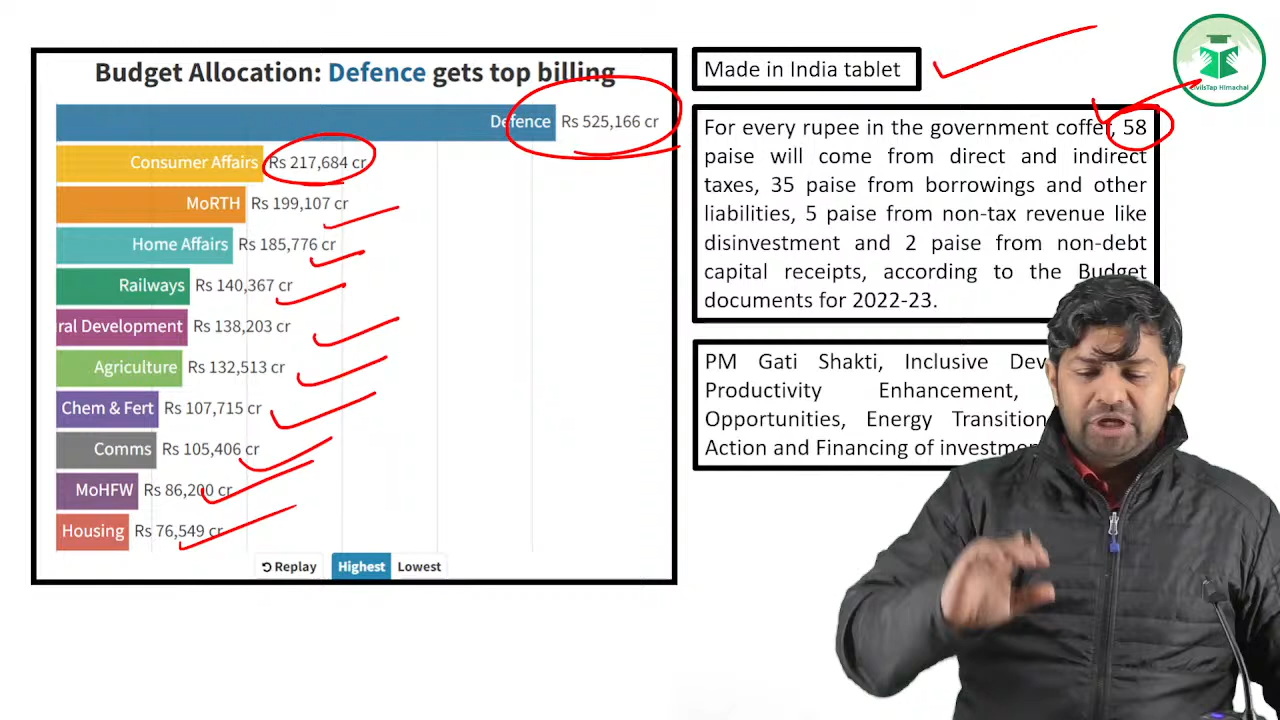 Budget Allocation: Defence gets top billing
Defence Rs 525,166 cr
Consumer Affairs Rs 217,684 cr
MoRTH Rs 199,107 cr
Home Affairs Rs 185,776 cr
Railways Rs 140,367 cr
ral Development Rs 138,203 cr
Agriculture Rs 132,513 cr
Chem & Fert Rs 107,715 cr
Comms Rs 105,406 cr
MoHFW Rs 86,200 cr
Housing Rs 76,549 cr
Replay Highest Lowest
Made in India tablet
For every rupee in the government coffer, 58
paise will come from direct and indirect
taxes, 35 paise from borrowings and other
liabilities, 5 paise from non-tax revenue like
disinvestment and 2 paise from non-debt
capital receipts, according to the Budget
documents for 2022-23.
PM Gati Shakti, Inclusive Dev
Productivity Enhancement,
Opportunities, Energy Transition
Action and Financing of investmen
CivilsTap Himachal